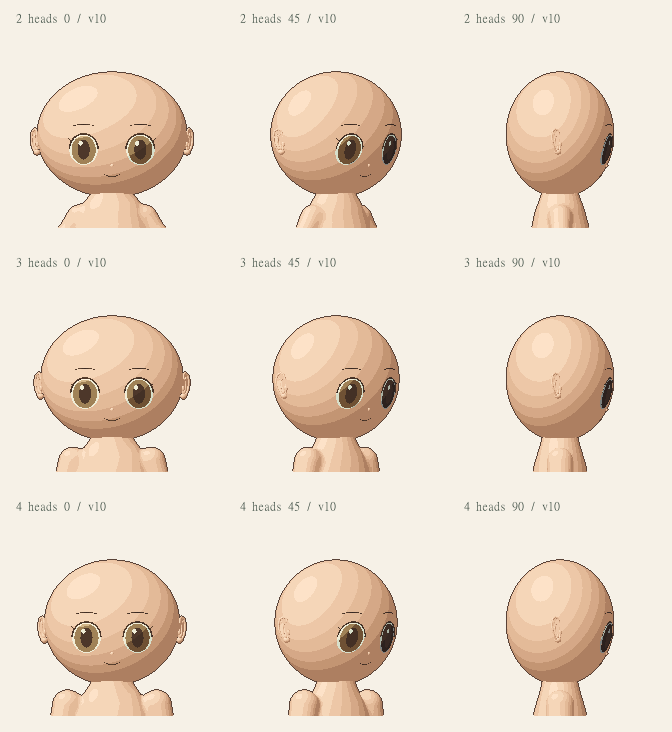 2 heads 0 / v10
2 heads 45 / v10
2 heads 90 / v10
3 heads 0 / v10
3 heads 45 / v10
3 heads 90 / v10
4 heads 0 / v10
4 heads 45 / v10
4 heads 90 / v10